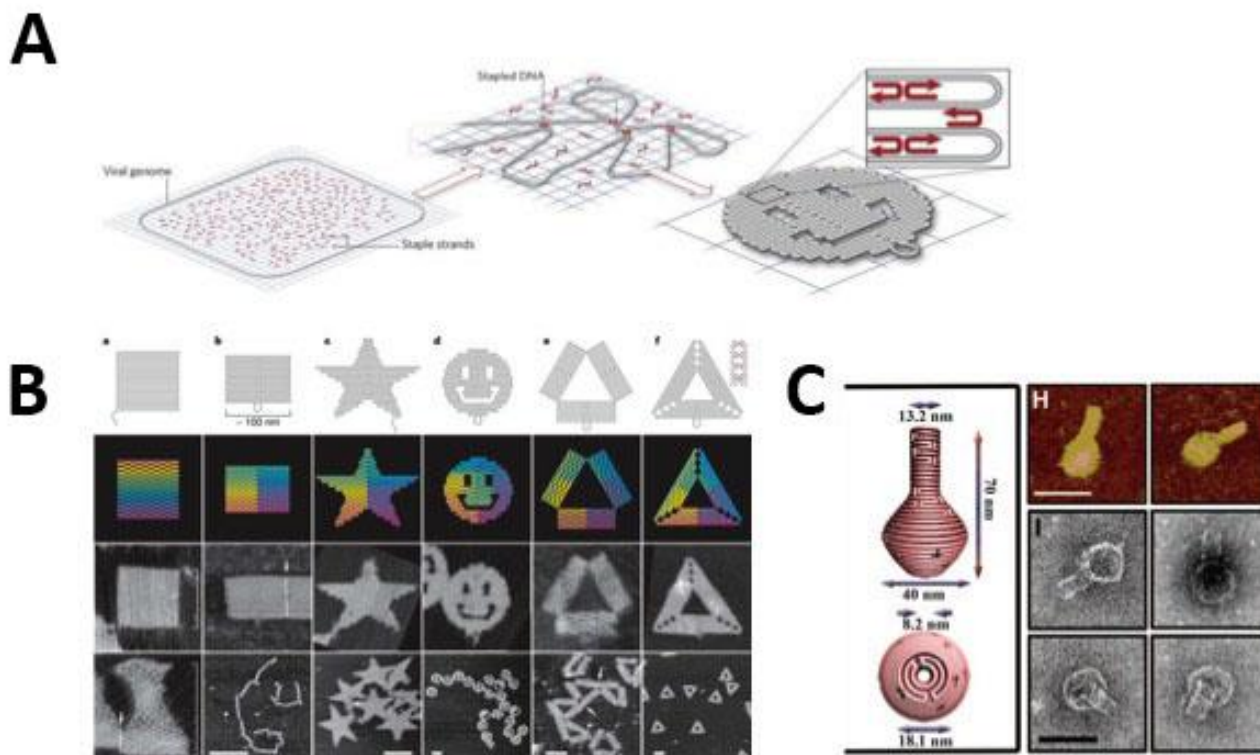 A
Stapled DNA
Viral genome
Staple strands
a b c d e f
B
~ 100 nm
C
13.2 nm
70 nm
40 nm
8.2 nm
18.1 nm
H
I